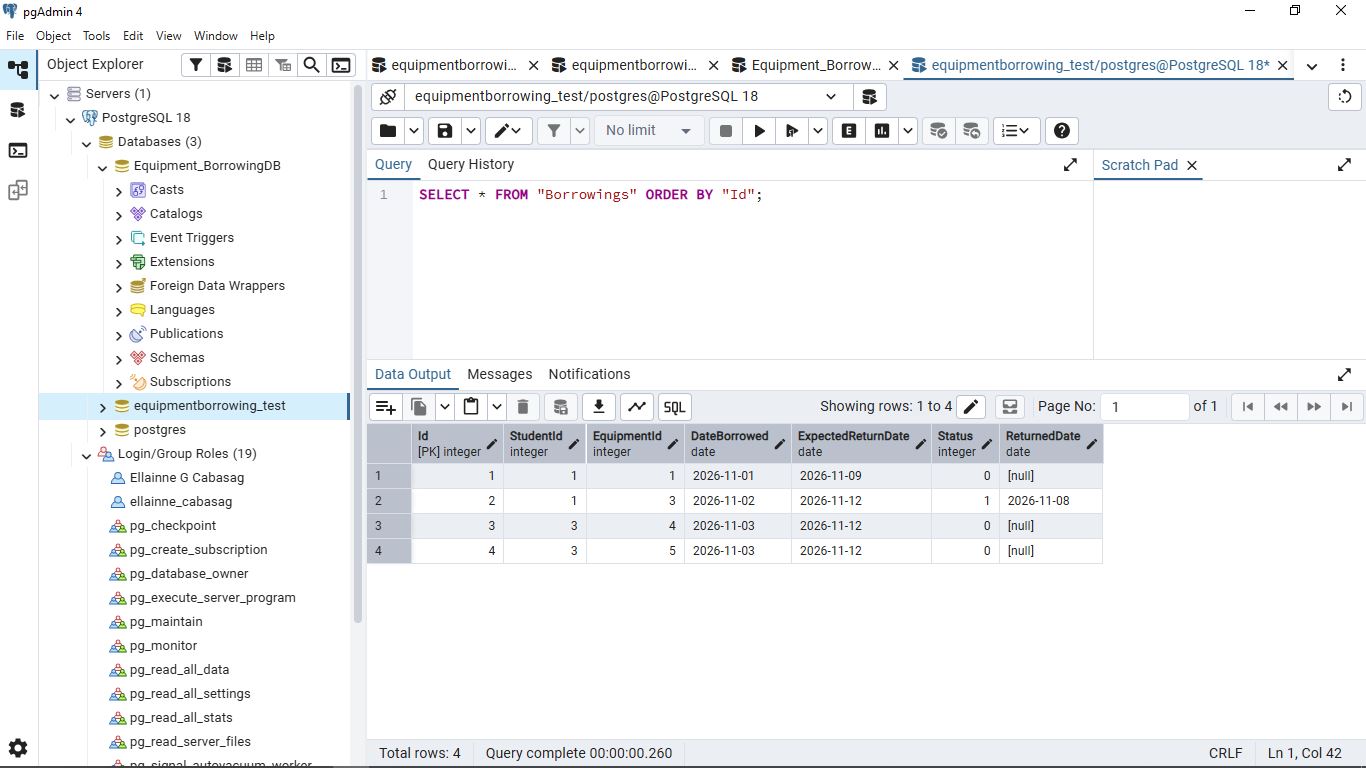 pgAdmin 4
File Object Tools Edit View Window Help
Object Explorer
equipmentborrowi... equipmentborrowi... Equipment_Borrow... equipmentborrowing_test/postgres@PostgreSQL 18*
Servers (1)
PostgreSQL 18
Databases (3)
Equipment_BorrowingDB
Casts
Catalogs
Event Triggers
Extensions
Foreign Data Wrappers
Languages
Publications
Schemas
Subscriptions
equipmentborrowing_test
postgres
Login/Group Roles (19)
Ellainne G Cabasag
ellainne_cabasag
pg_checkpoint
pg_create_subscription
pg_database_owner
pg_execute_server_program
pg_maintain
pg_monitor
pg_read_all_data
pg_read_all_settings
pg_read_all_stats
pg_read_server_files
pg_signal_autovacuum_worker
equipmentborrowing_test/postgres@PostgreSQL 18
No limit E
Query Query History Scratch Pad
1 SELECT * FROM "Borrowings" ORDER BY "Id";
Data Output Messages Notifications
SQL Showing rows: 1 to 4 Page No: 1 of 1
Id StudentId EquipmentId DateBorrowed ExpectedReturnDate Status ReturnedDate
[PK] integer integer integer date date integer date
1 1 1 1 2026-11-01 2026-11-09 0 [null]
2 2 1 3 2026-11-02 2026-11-12 1 2026-11-08
3 3 3 4 2026-11-03 2026-11-12 0 [null]
4 4 3 5 2026-11-03 2026-11-12 0 [null]
Total rows: 4 Query complete 00:00:00.260 CRLF Ln 1, Col 42